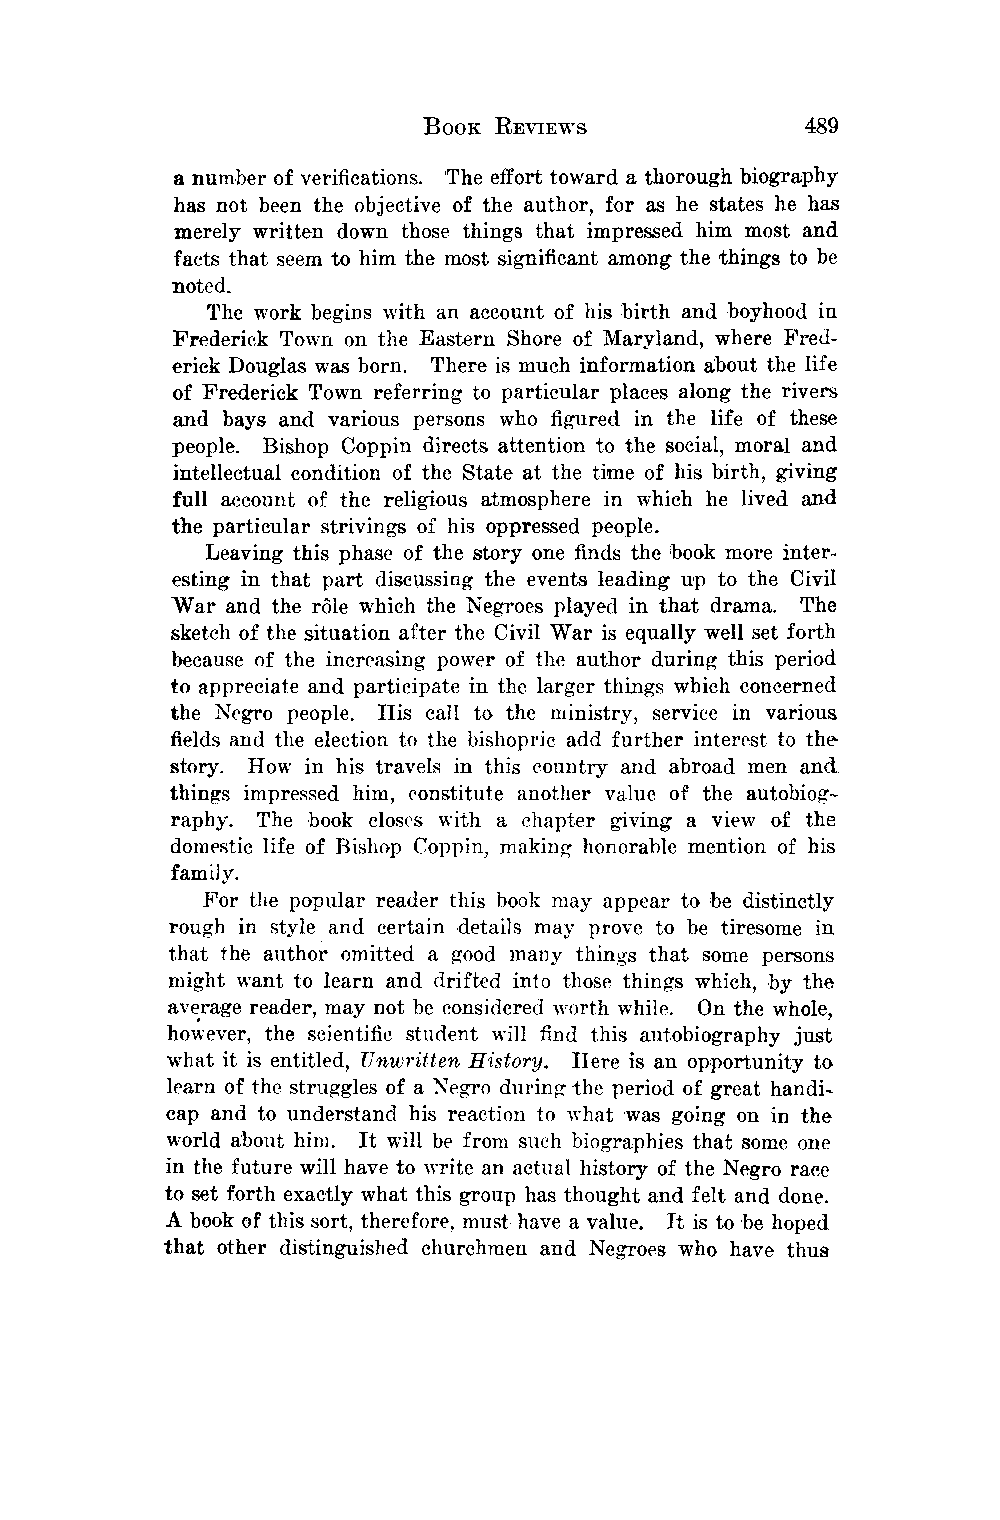 BOOK REVIEWS 489
a number of verifications. The effort toward a thorough biography
has not been the objective of the author, for as he states he has
merely written down those things that impressed him most and
facts that seem to him the most significant among the things to be
noted.
The work begins with an account of his birth and boyhood in
Frederick Town on the Eastern Shore of Maryland, where Fred-
erick Douglas was born. There is much information about the life
of Frederick Town referring to particular places along the rivers
and bays and various persons who figured in the life of these
people. Bishop Coppin directs attention to the social, moral and
intellectual condition of the State at the time of his birth, giving
full account of the religious atmosphere in which he lived and
the particular strivings of his oppressed people.
Leaving this phase of the story one finds the book more inter-
esting in that part discussing the events leading up to the Civil
War and the rôle which the Negroes played in that drama. The
sketch of the situation after the Civil War is equally well set forth
because of the increasing power of the author during this period
to appreciate and participate in the larger things which concerned
the Negro people. His call to the ministry, service in various
fields and the election to the bishopric add further interest to the
story. How in his travels in this country and abroad men and
things impressed him, constitute another value of the autobiog-
raphy. The book closes with a chapter giving a view of the
domestic life of Bishop Coppin, making honorable mention of his
family.
For the popular reader this book may appear to be distinctly
rough in style and certain details may prove to be tiresome in
that the author omitted a good many things that some persons
might want to learn and drifted into those things which, by the
average reader, may not be considered worth while. On the whole,
however, the scientific student will find this autobiography just
what it is entitled, Unwritten History. Here is an opportunity to
learn of the struggles of a Negro during the period of great handi-
cap and to understand his reaction to what was going on in the
world about him. It will be from such biographies that some one
in the future will have to write an actual history of the Negro race
to set forth exactly what this group has thought and felt and done.
A book of this sort, therefore, must have a value. It is to be hoped
that other distinguished churchmen and Negroes who have thus